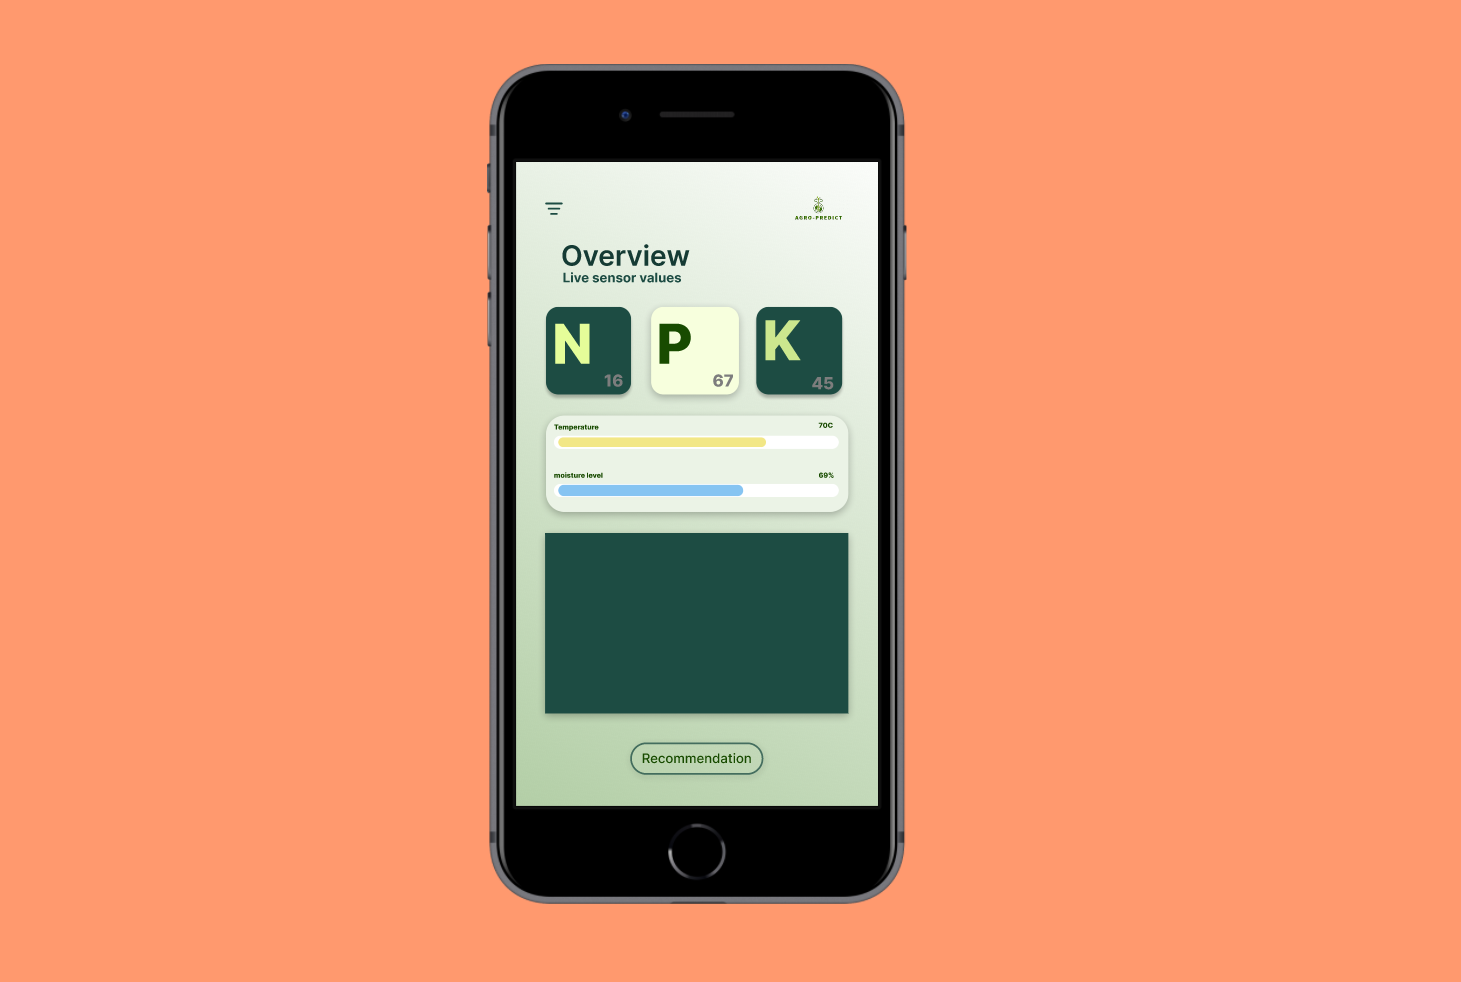 AGRO-PREDICT
Overview
Live sensor values
N
16
P
67
K
45
Temperature
70C
moisture level
69%
Recommendation